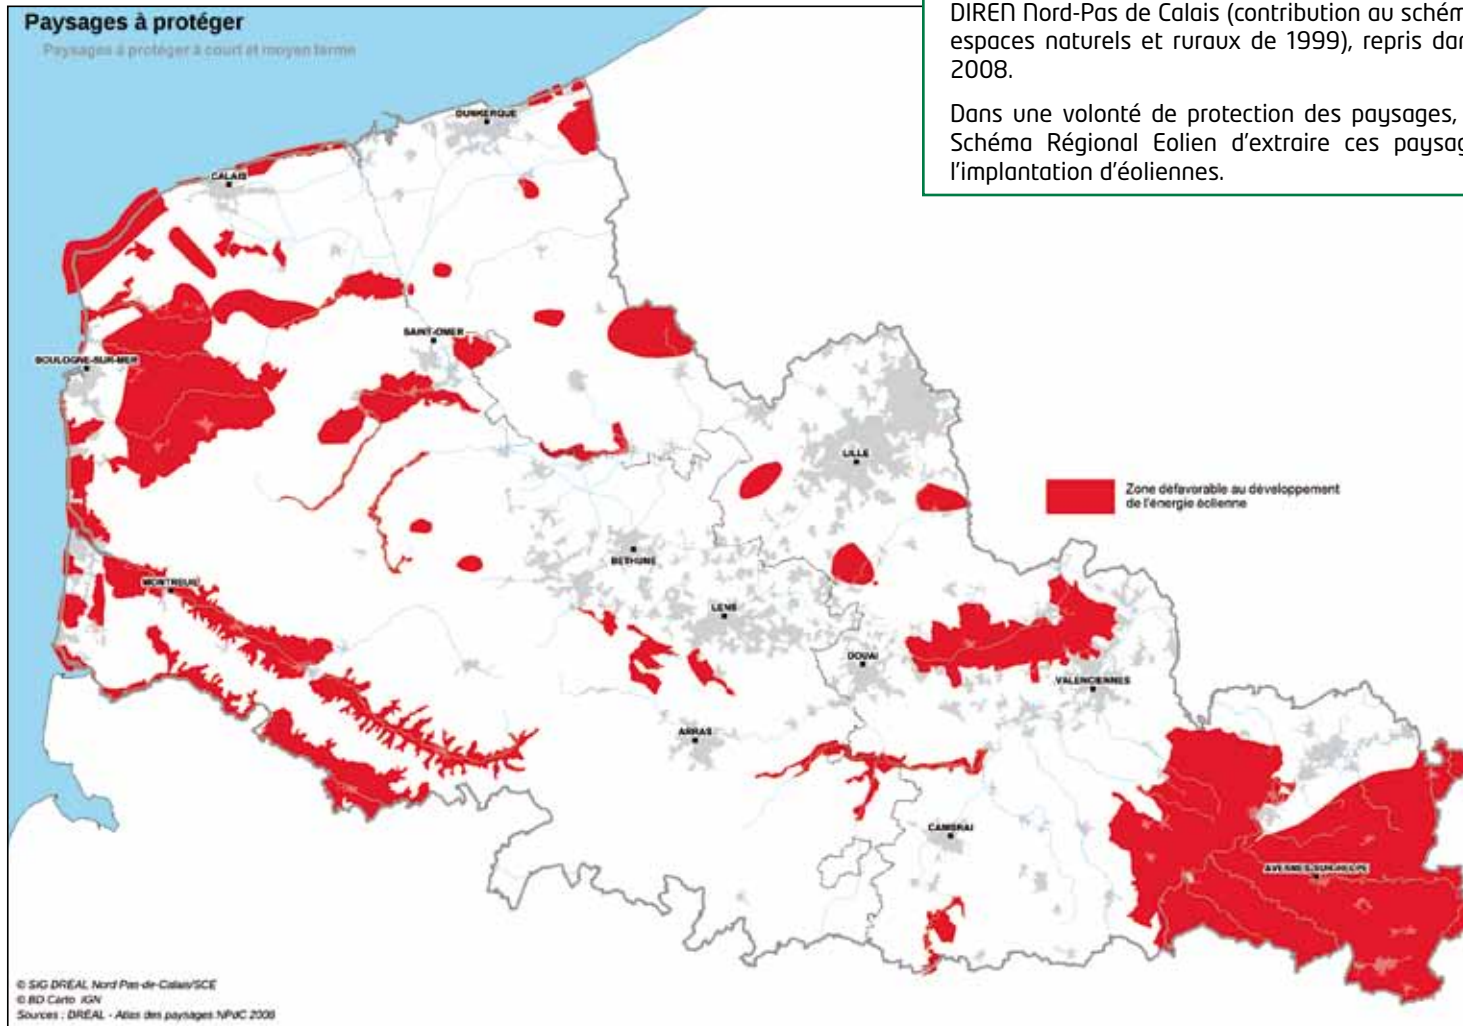 Paysages à protéger
Paysages à protéger à court et moyen terme
DIREN Nord-Pas de Calais (contribution au schém
espaces naturels et ruraux de 1999), repris dar
2008.
Dans une volonté de protection des paysages,
Schéma Régional Eolien d'extraire ces paysag
l'implantation d'éoliennes.
DUNKERQUE
CALAIS
SAINT-OMER
BOULOGNE-SUR-MER
LILLE
Zone défavorable au développement
de l'énergie éolienne
BETHUNE
MONTREUIL
LENS
DOUAI
VALENCIENNES
ARRAS
CAMBRAI
AVESNES-SUR-HELPE
© SIG DREAL Nord Pas-de-Calais/SCE
© BD Carto IGN
Sources : DREAL - Atlas des paysages NPdC 2008